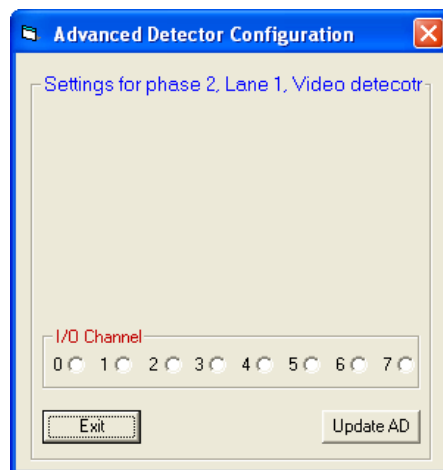 Advanced Detector Configuration
Settings for phase 2, Lane 1, Video detecotr
I/O Channel
0 1 2 3 4 5 6 7
Exit Update AD